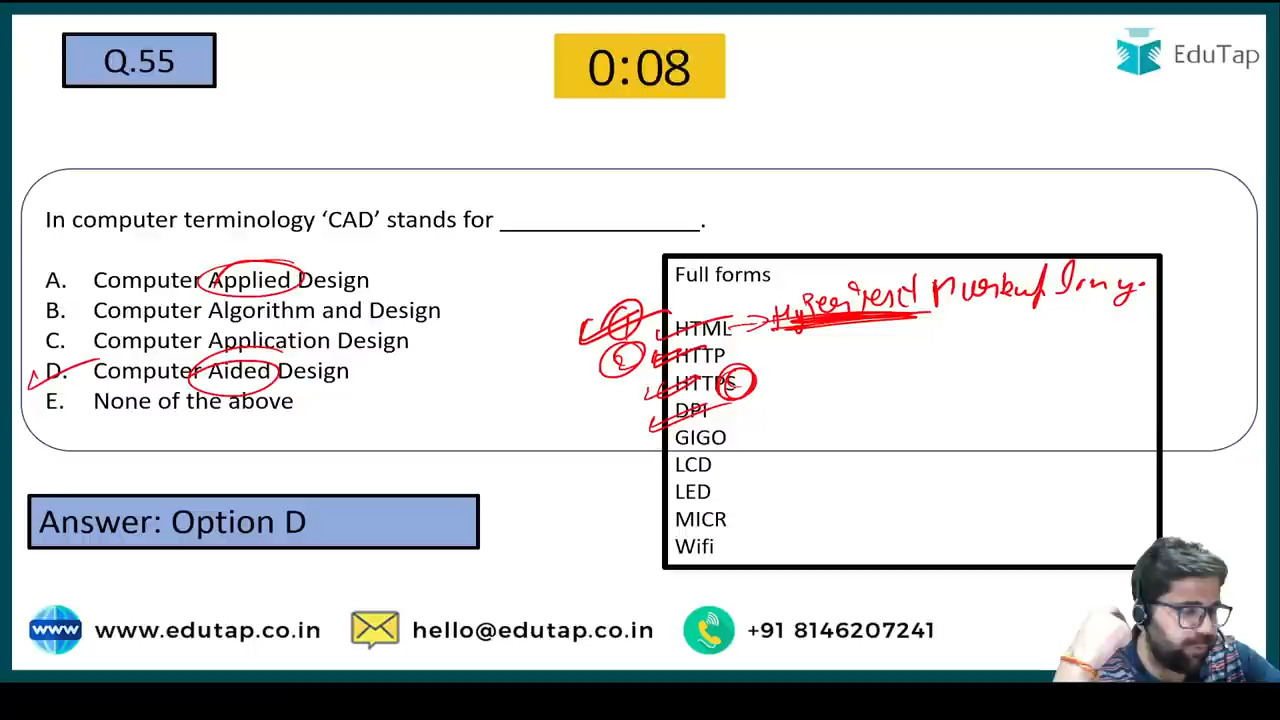 Q.55
0:08
EduTap
In computer terminology ‘CAD’ stands for _________________.
A. Computer Applied Design
B. Computer Algorithm and Design
C. Computer Application Design
D. Computer Aided Design
E. None of the above
Full forms
HTML
HTTP
HTTPS
DPI
GIGO
LCD
LED
MICR
Wifi
Answer: Option D
www www.edutap.co.in hello@edutap.co.in +91 8146207241